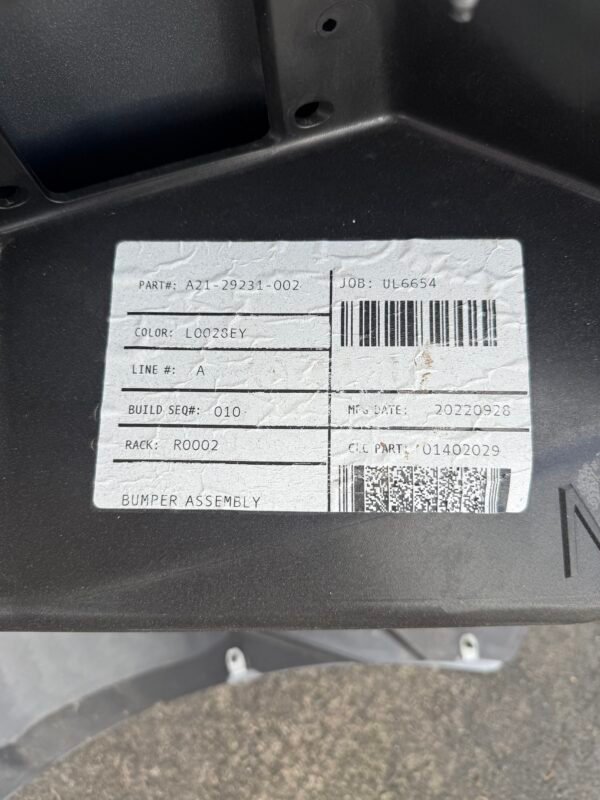 PART#: A21-29231-002
COLOR: L0028EY
LINE #: A
BUILD SEQ#: 010
RACK: R0002
BUMPER ASSEMBLY
JOB: UL6654
MFG DATE: 20220928
PART: 01402029
N